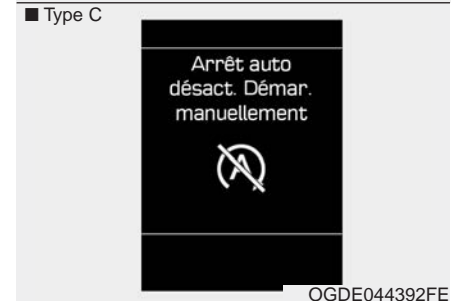 ■ Type C
Arrêt auto
désact. Démar.
manuellement
A
OGDE044392FE